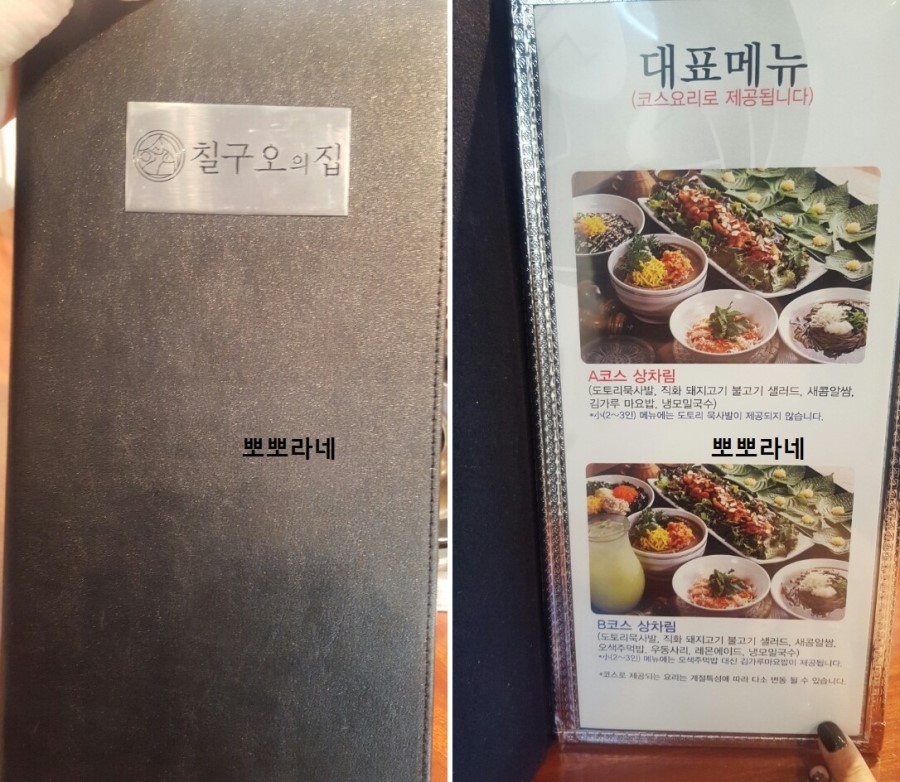 칠구오의집
뽀뽀라네
대표메뉴
(코스요리로 제공됩니다)
A코스 상차림
(도토리묵사발, 직화 돼지고기 불고기 샐러드, 새콤알쌈,
김가루 마요밥, 냉모밀국수)
*小(2~3인) 메뉴에는 도토리 묵사발이 제공되지 않습니다.
뽀뽀라네
B코스 상차림
(도토리묵사발, 직화 돼지고기 불고기 샐러드, 새콤알쌈,
오색주먹밥, 우동사리, 레몬에이드, 냉모밀국수)
*小(2~3인) 메뉴에는 오색주먹밥 대신 김가루마요밥이 제공됩니다.
*코스로 제공되는 요리는 계절특성에 따라 다소 변동 될 수 있습니다.